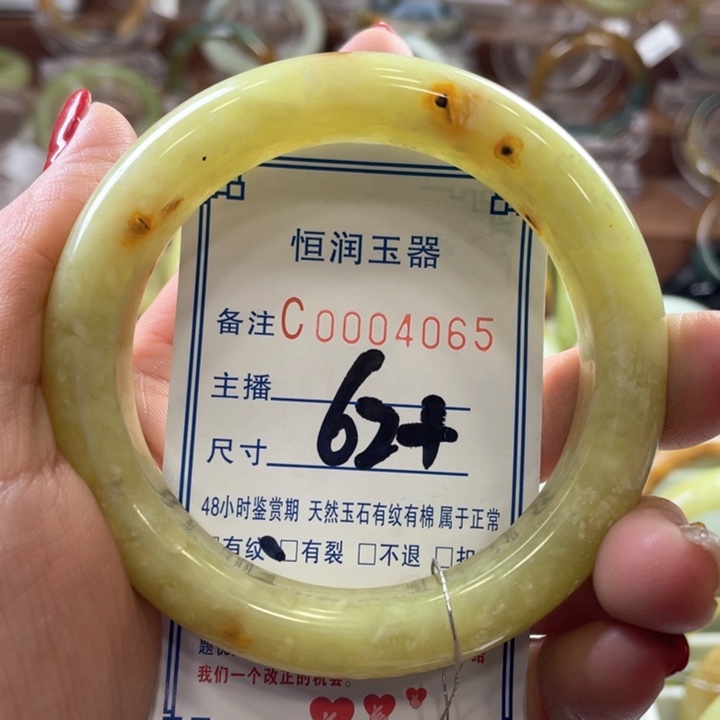 恒润玉器
备注C0004065
主播
尺寸 62+
48小时鉴赏期 天然玉石有纹有棉 属于正常
有纹 □有裂 □不退 □扣
我们一个改正的机会。